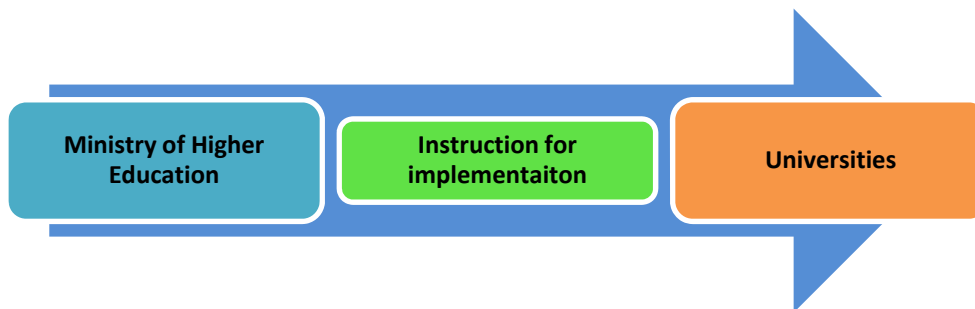 Ministry of Higher
Education
Instruction for
implementaiton
Universities